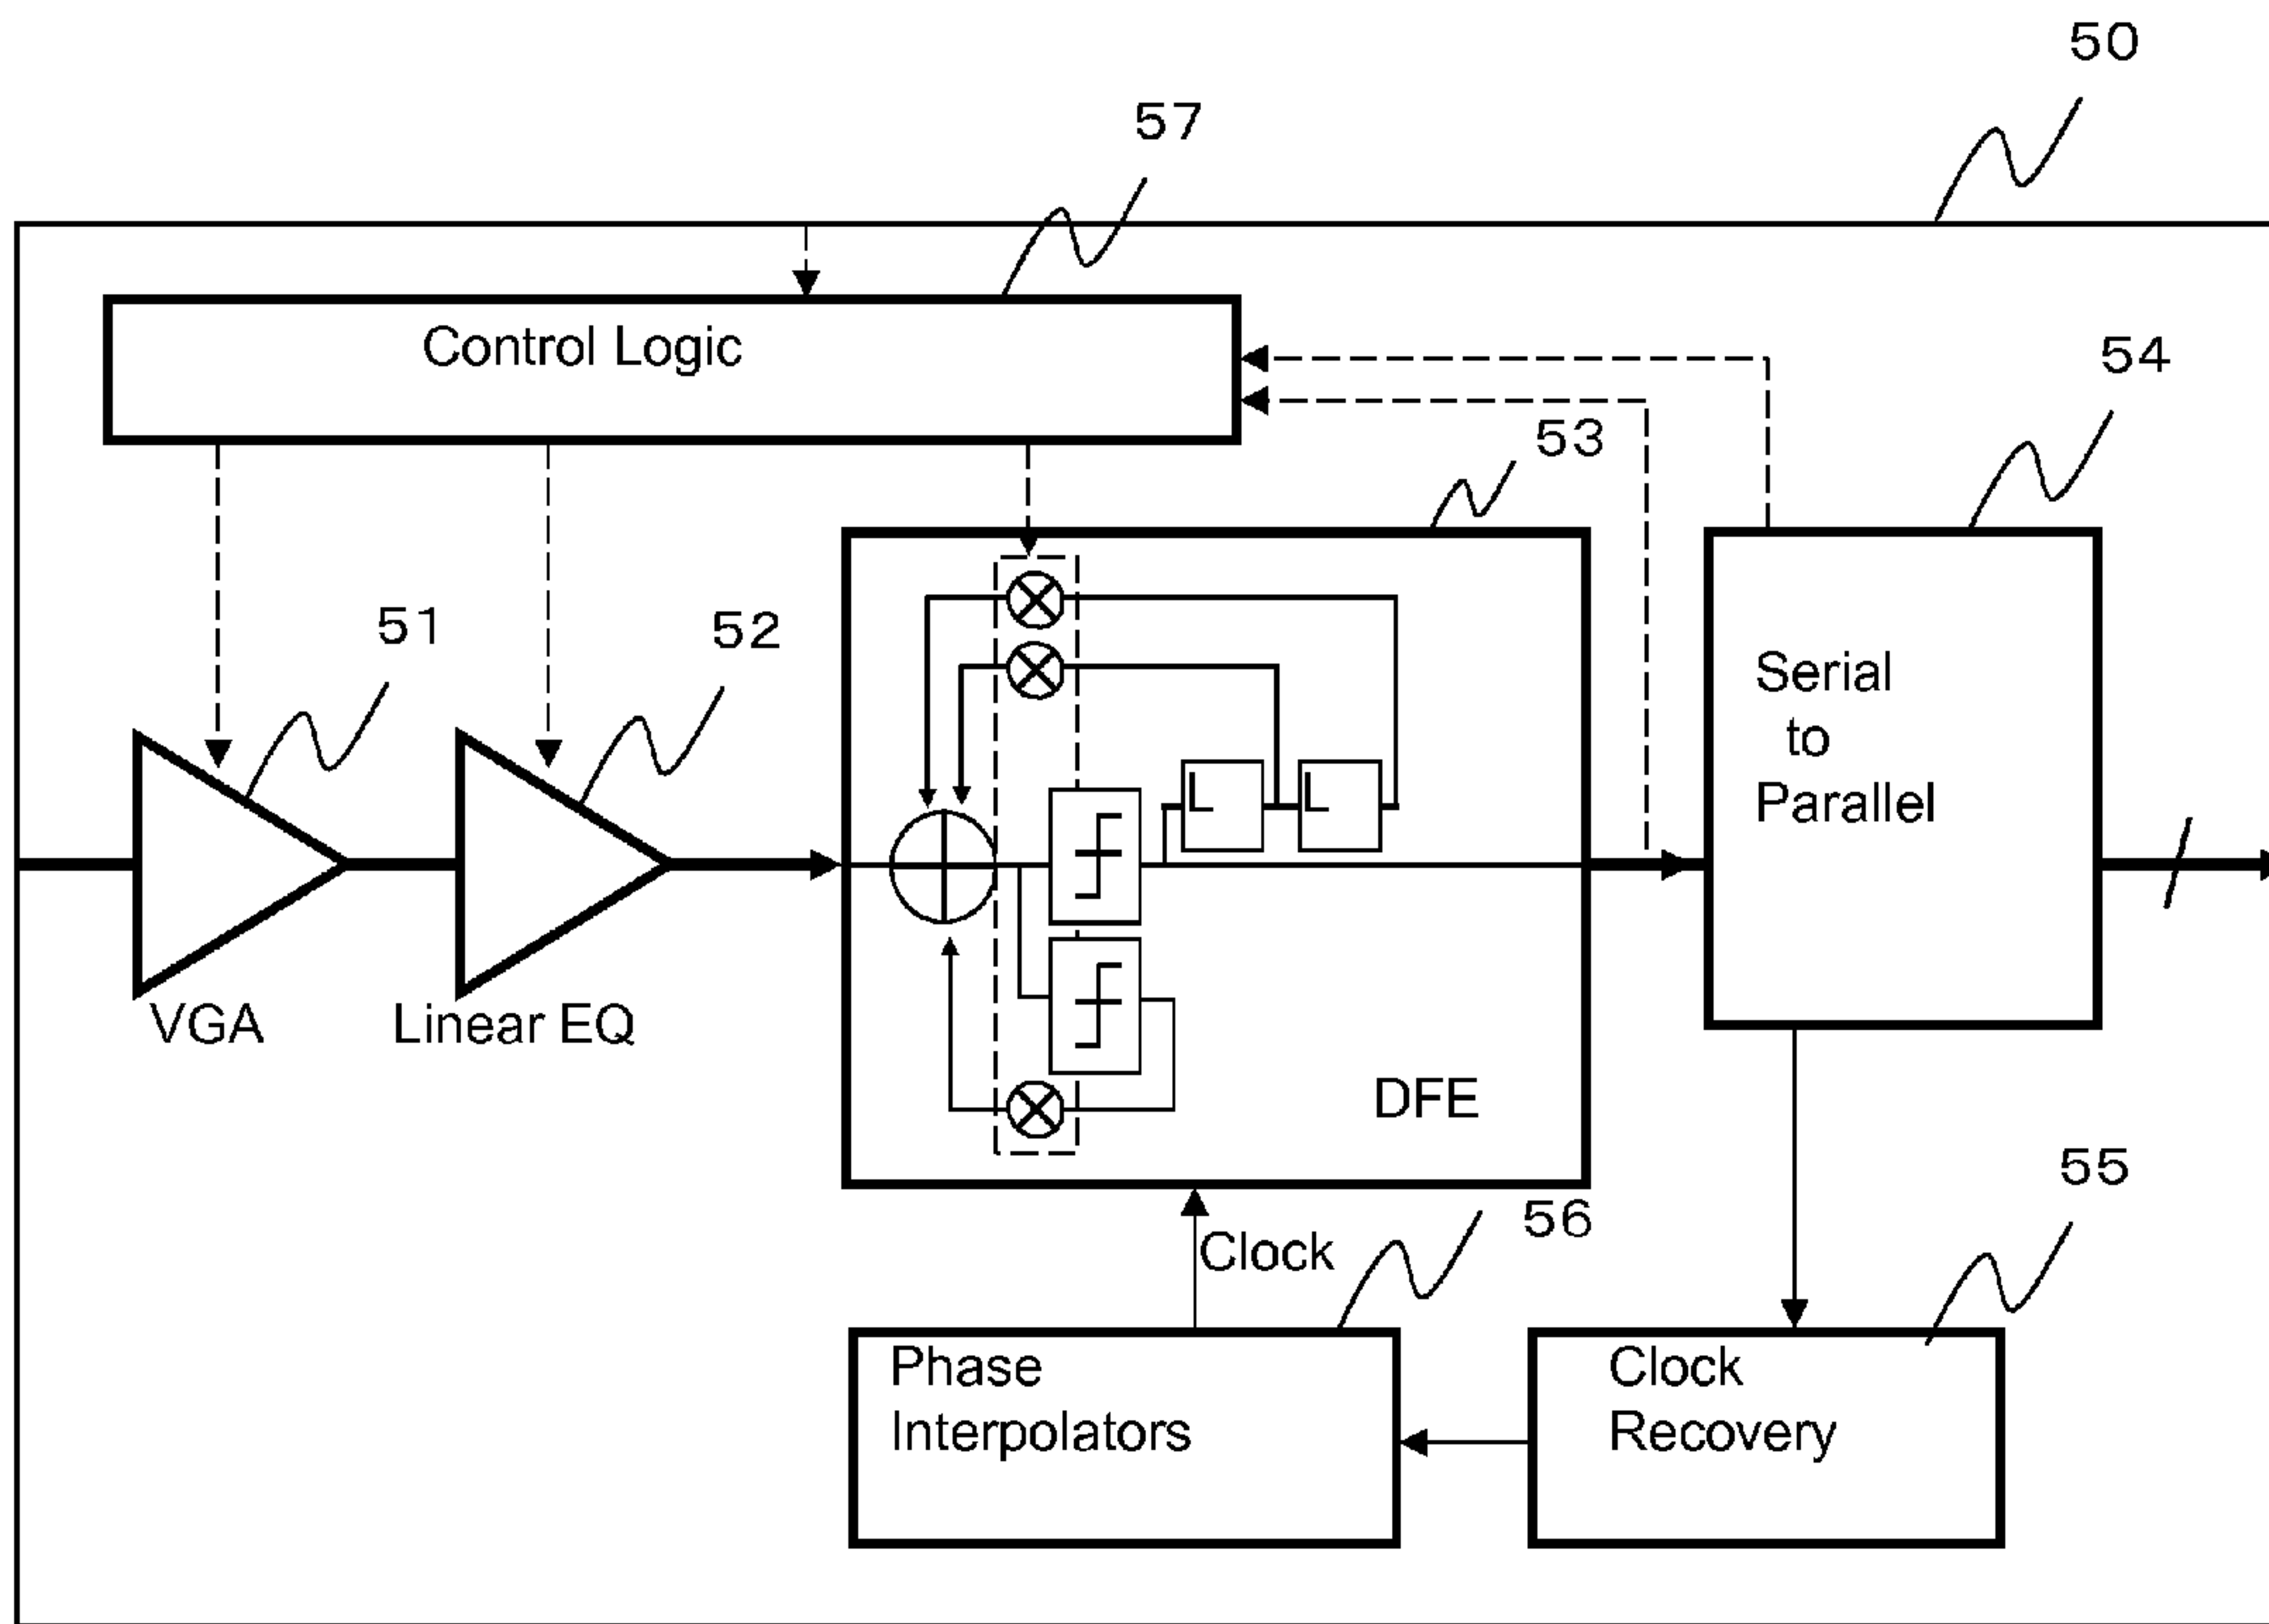 50
57
Control Logic
54
53
51
52
Serial
to
Parallel
L
L
VGA
Linear EQ
DFE
55
56
Clock
Phase
Interpolators
Clock
Recovery